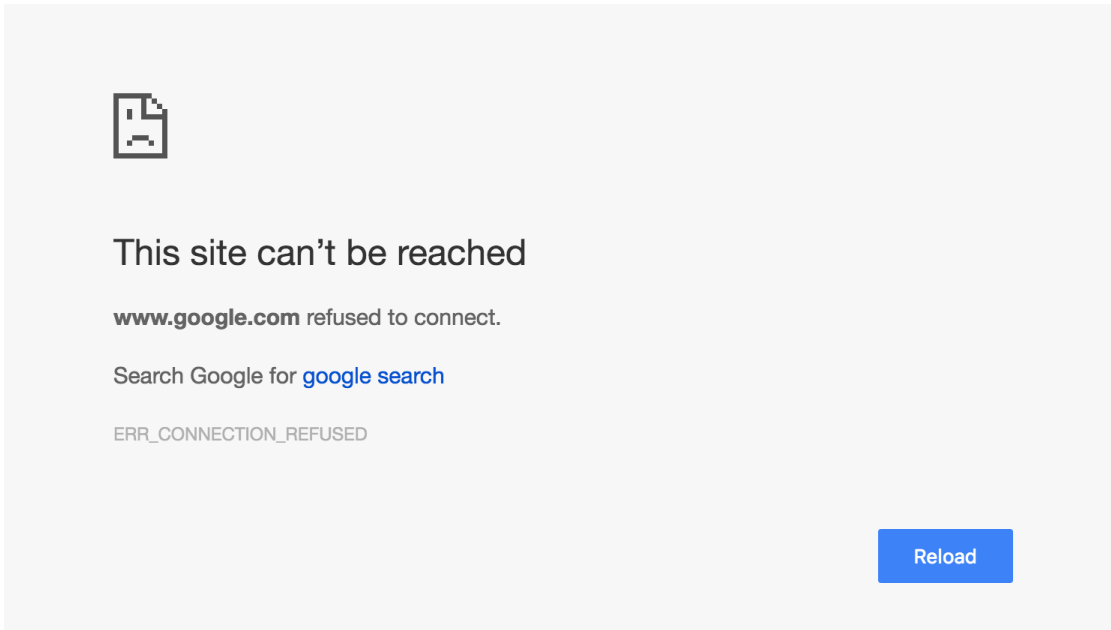 This site can’t be reached
www.google.com refused to connect.
Search Google for google search
ERR_CONNECTION_REFUSED
Reload